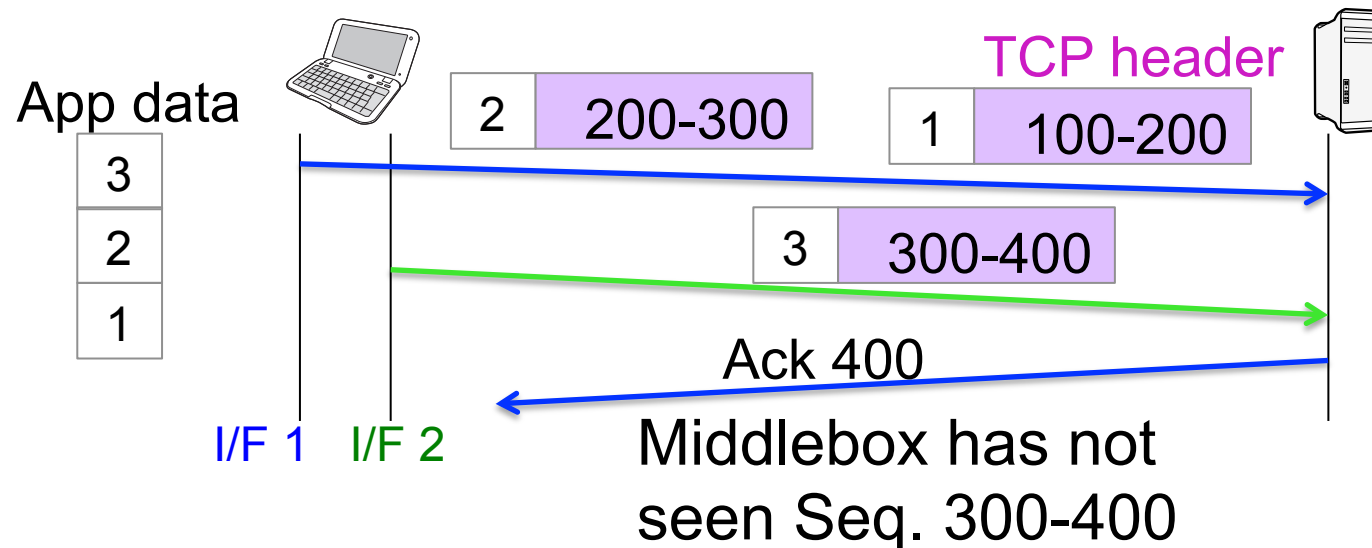 TCP header
App data
2 200-300
1 100-200
3
2
1
3 300-400
Ack 400
I/F 1 I/F 2
Middlebox has not
seen Seq. 300-400